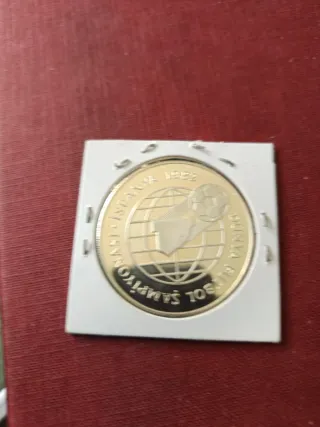 DÜNYA FUTBOL ŞAMPİYONASI · İSPANYA 1982